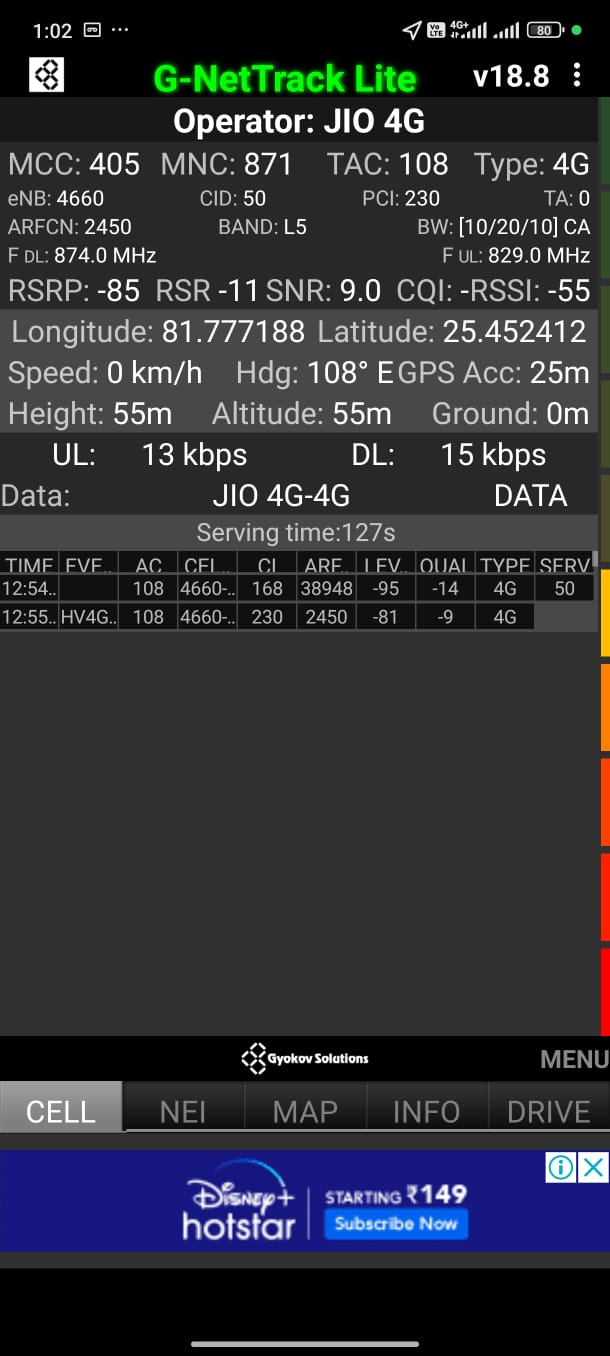 1:02 ... Vo LTE 4G+ 80
G-NetTrack Lite v18.8
Operator: JIO 4G
MCC: 405 MNC: 871 TAC: 108 Type: 4G
eNB: 4660 CID: 50 PCI: 230 TA: 0
ARFCN: 2450 BAND: L5 BW: [10/20/10] CA
F DL: 874.0 MHz F UL: 829.0 MHz
RSRP: -85 RSR -11 SNR: 9.0 CQI: -RSSI: -55
Longitude: 81.777188 Latitude: 25.452412
Speed: 0 km/h Hdg: 108° E GPS Acc: 25m
Height: 55m Altitude: 55m Ground: 0m
UL: 13 kbps DL: 15 kbps
Data: JIO 4G-4G DATA
Serving time:127s
TIME EVE.. AC CEL.. CI ARF.. LEV.. QUAL TYPE SERV
12:54.. 108 4660-.. 168 38948 -95 -14 4G 50
12:55.. HV4G.. 108 4660-.. 230 2450 -81 -9 4G
Gyokov Solutions MENU
CELL NEI MAP INFO DRIVE
Disney+ STARTING ₹149
hotstar Subscribe Now